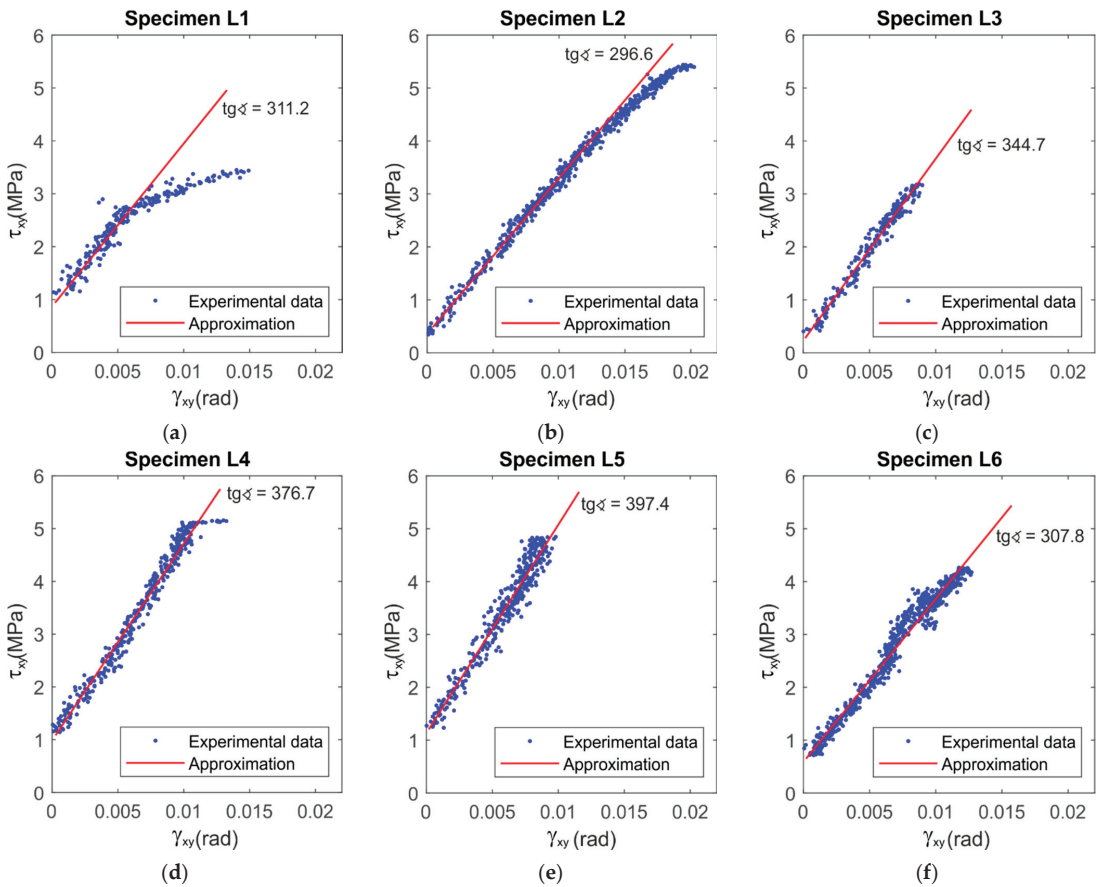 Specimen L1
6
5
4
3
2
1
0
0
0.005
0.01
0.015
0.02
τxy(MPa)
γxy(rad)
tg∢ = 311.2
Experimental data
Approximation
(a)
Specimen L2
6
5
4
3
2
1
0
0
0.005
0.01
0.015
0.02
τxy(MPa)
γxy(rad)
tg∢ = 296.6
Experimental data
Approximation
(b)
Specimen L3
6
5
4
3
2
1
0
0
0.005
0.01
0.015
0.02
τxy(MPa)
γxy(rad)
tg∢ = 344.7
Experimental data
Approximation
(c)
Specimen L4
6
5
4
3
2
1
0
0
0.005
0.01
0.015
0.02
τxy(MPa)
γxy(rad)
tg∢ = 376.7
Experimental data
Approximation
(d)
Specimen L5
6
5
4
3
2
1
0
0
0.005
0.01
0.015
0.02
τxy(MPa)
γxy(rad)
tg∢ = 397.4
Experimental data
Approximation
(e)
Specimen L6
6
5
4
3
2
1
0
0
0.005
0.01
0.015
0.02
τxy(MPa)
γxy(rad)
tg∢ = 307.8
Experimental data
Approximation
(f)